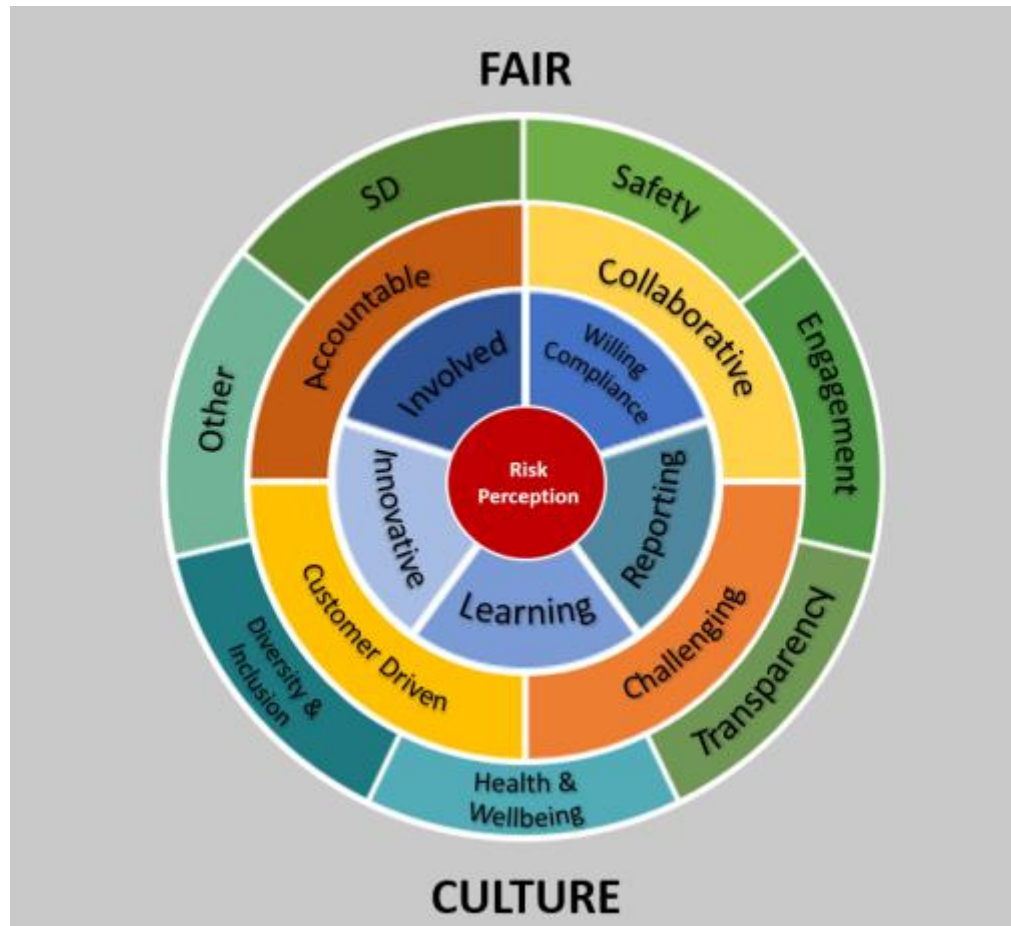 FAIR
SD
Safety
Engagement
Transparency
Health &
Wellbeing
Diversity &
Inclusion
Other
Accountable
Collaborative
Challenging
Customer Driven
Involved
Willing
Compliance
Reporting
Learning
Innovative
Risk
Perception
CULTURE